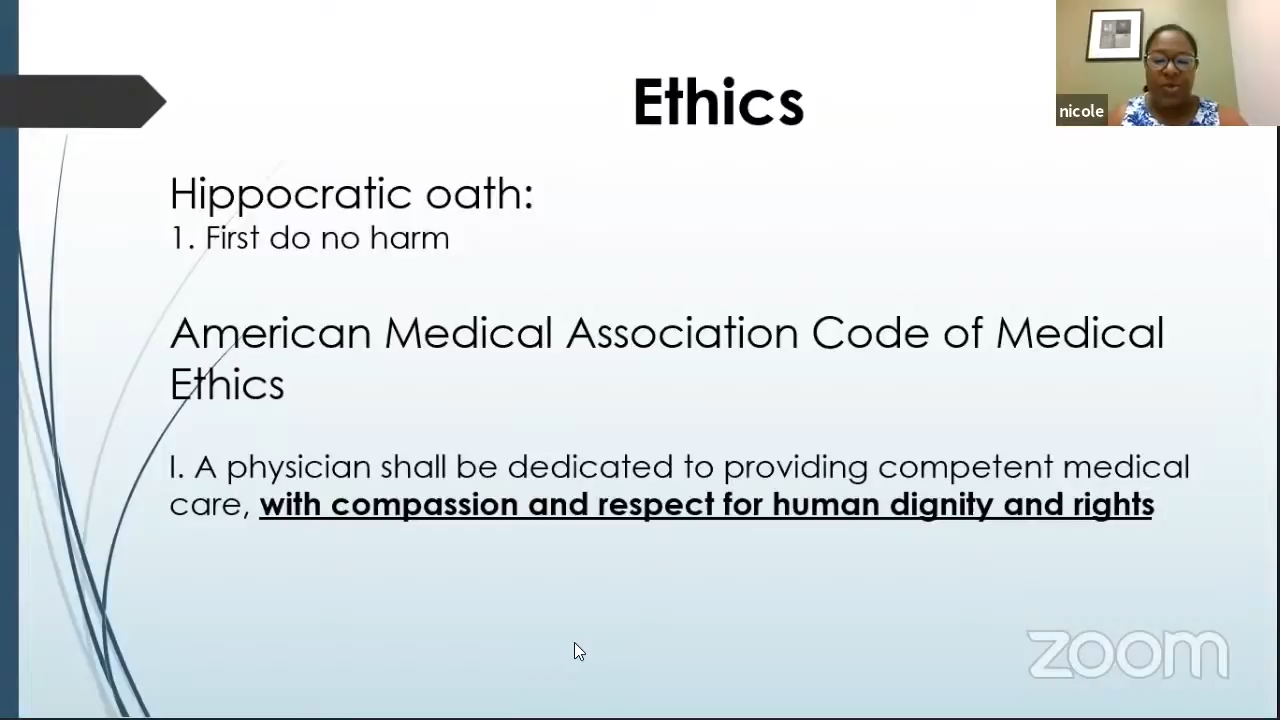 Ethics
nicole
Hippocratic oath:
1. First do no harm
American Medical Association Code of Medical
Ethics
I. A physician shall be dedicated to providing competent medical
care, with compassion and respect for human dignity and rights
zoom